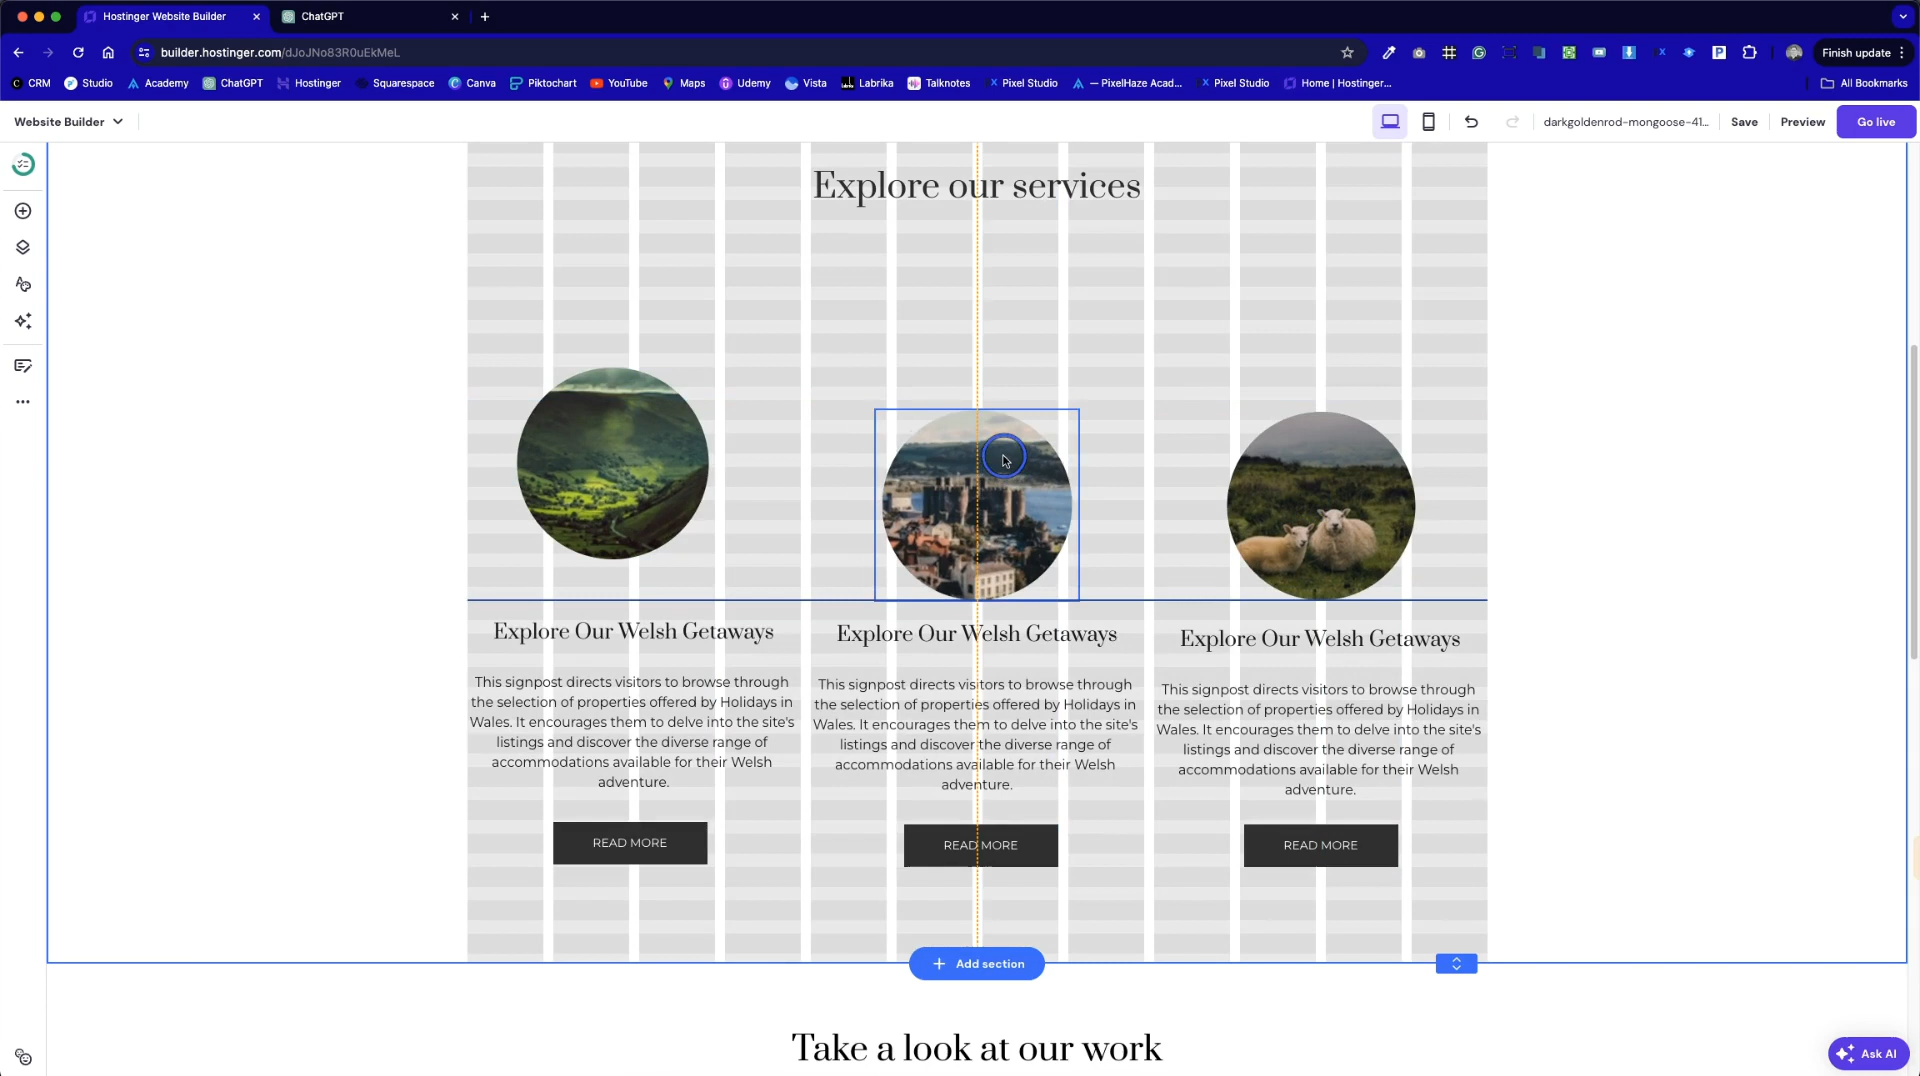 Hostinger Website Builder
ChatGPT
builder.hostinger.com/dJoJNo83R0uEkMeL
Finish update
CRM
Studio
Academy
ChatGPT
Hostinger
Squarespace
Canva
Piktochart
YouTube
Maps
Udemy
Vista
Labrika
Talknotes
Pixel Studio
— PixelHaze Acad...
Pixel Studio
Home | Hostinger...
All Bookmarks
Website Builder
darkgoldenrod-mongoose-41...
Save
Preview
Go live
Explore our services
Explore Our Welsh Getaways
This signpost directs visitors to browse through
the selection of properties offered by Holidays in
Wales. It encourages them to delve into the site's
listings and discover the diverse range of
accommodations available for their Welsh
adventure.
READ MORE
Explore Our Welsh Getaways
This signpost directs visitors to browse through
the selection of properties offered by Holidays in
Wales. It encourages them to delve into the site's
listings and discover the diverse range of
accommodations available for their Welsh
adventure.
READ MORE
Explore Our Welsh Getaways
This signpost directs visitors to browse through
the selection of properties offered by Holidays in
Wales. It encourages them to delve into the site's
listings and discover the diverse range of
accommodations available for their Welsh
adventure.
READ MORE
Add section
Take a look at our work
Ask AI